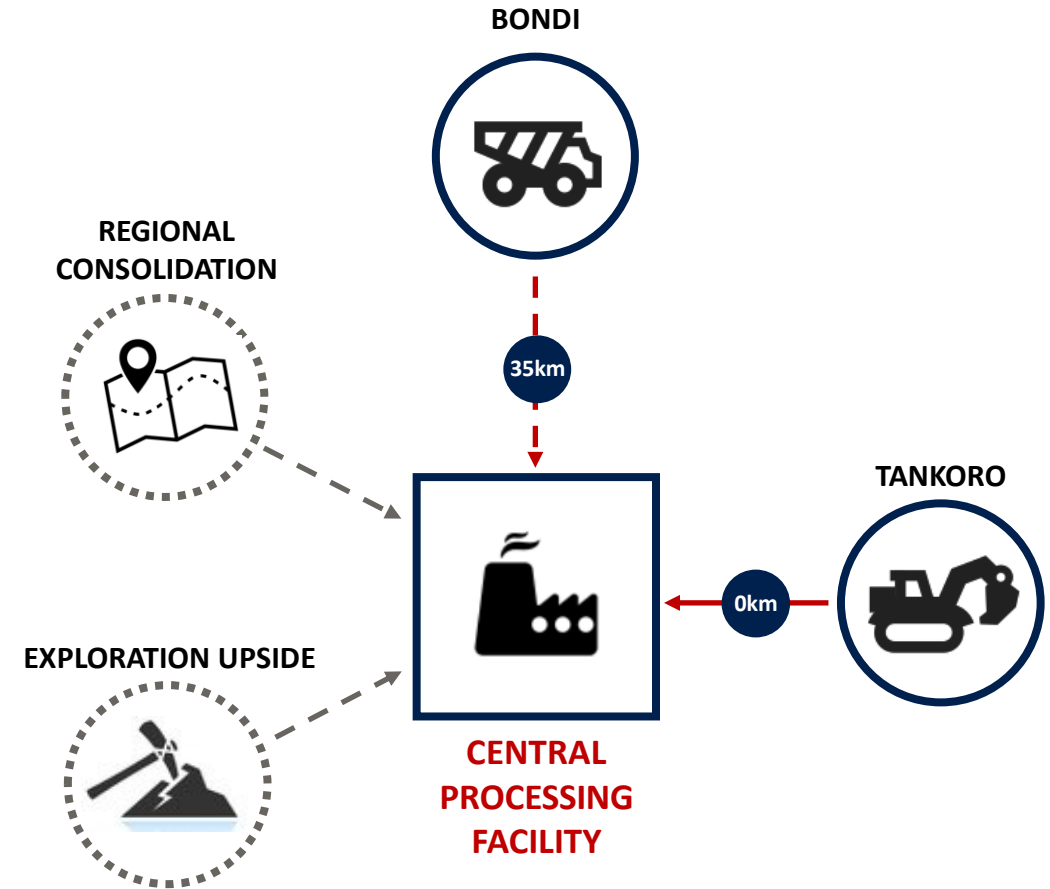 BONDI
REGIONAL
CONSOLIDATION
35km
TANKORO
0km
EXPLORATION UPSIDE
CENTRAL
PROCESSING
FACILITY